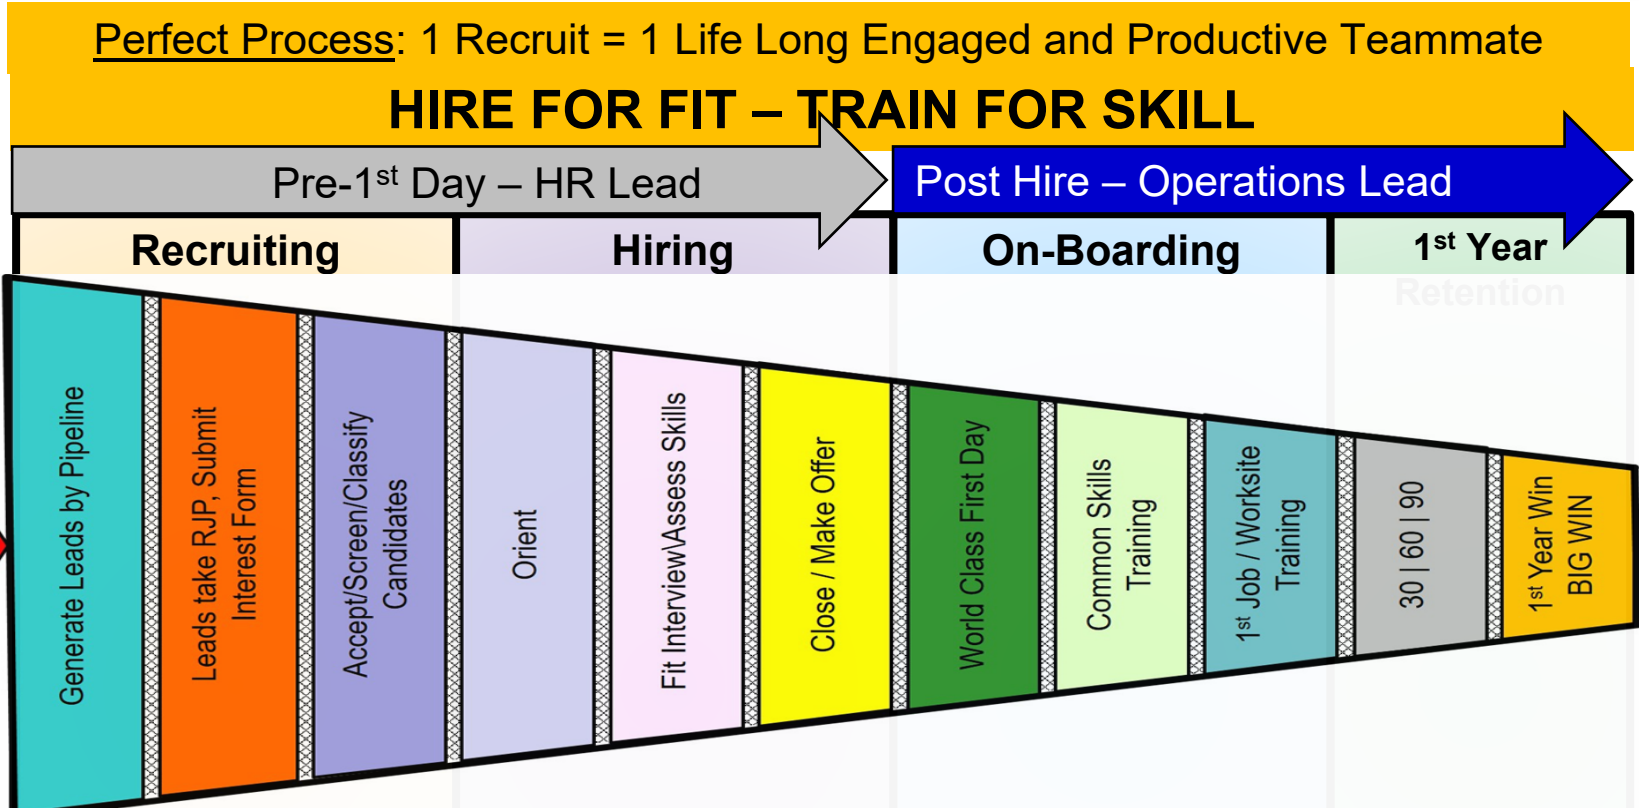 Perfect Process: 1 Recruit = 1 Life Long Engaged and Productive Teammate
HIRE FOR FIT – TRAIN FOR SKILL
Pre-1st Day – HR Lead
Post Hire – Operations Lead
Recruiting
Hiring
On-Boarding
1st Year
Retention
Generate Leads by Pipeline
Leads take RJP, Submit
Interest Form
Accept/Screen/Classify
Candidates
Orient
Fit Interview\Assess Skills
Close / Make Offer
World Class First Day
Common Skills
Training
1st Job / Worksite
Training
30 | 60 | 90
1st Year Win
BIG WIN